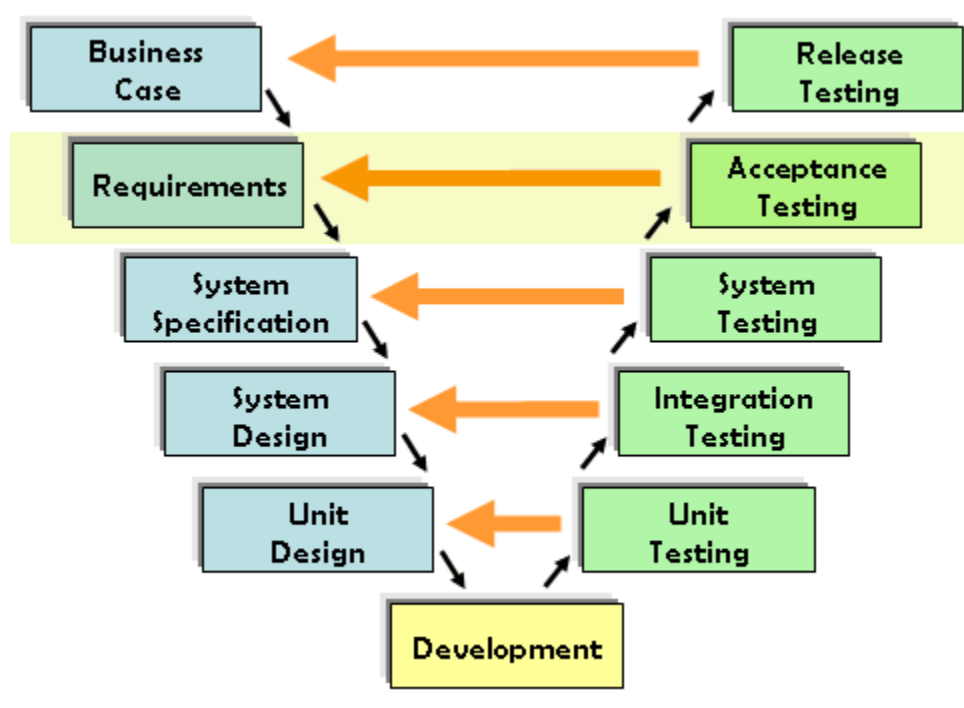 Business
Case
Release
Testing
Requirements
Acceptance
Testing
System
Specification
System
Testing
System
Design
Integration
Testing
Unit
Design
Unit
Testing
Development